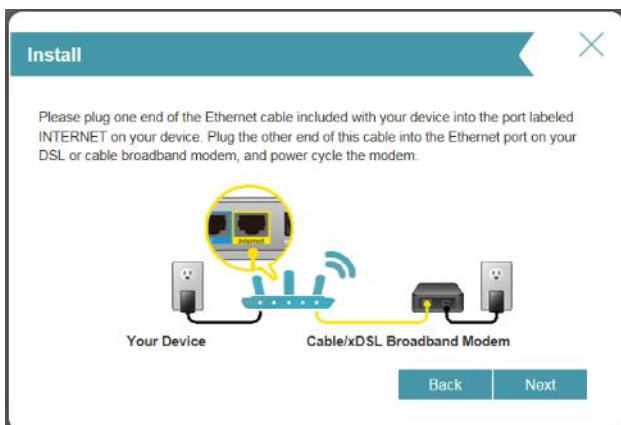 Install
Please plug one end of the Ethernet cable included with your device into the port labeled
INTERNET on your device. Plug the other end of this cable into the Ethernet port on your
DSL or cable broadband modem, and power cycle the modem.
Internet
Your Device
Cable/xDSL Broadband Modem
Back
Next